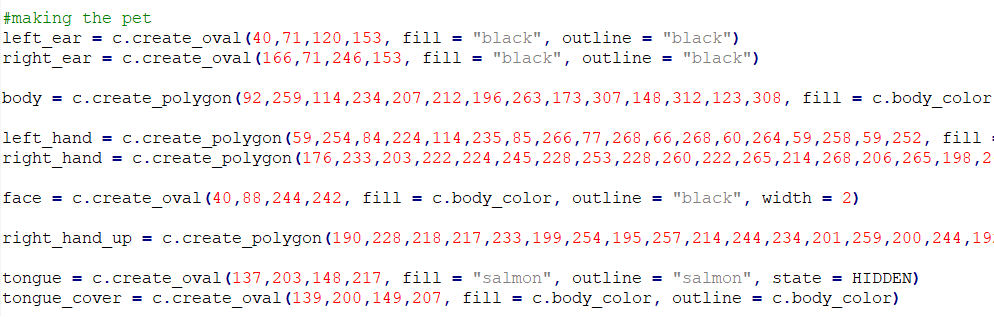 #making the pet
left_ear = c.create_oval(40,71,120,153, fill = "black", outline = "black")
right_ear = c.create_oval(166,71,246,153, fill = "black", outline = "black")
body = c.create_polygon(92,259,114,234,207,212,196,263,173,307,148,312,123,308, fill = c.body_color
left_hand = c.create_polygon(59,254,84,224,114,235,85,266,77,268,66,268,60,264,59,258,59,252, fill =
right_hand = c.create_polygon(176,233,203,222,224,245,228,253,228,260,222,265,214,268,206,265,198,2
face = c.create_oval(40,88,244,242, fill = c.body_color, outline = "black", width = 2)
right_hand_up = c.create_polygon(190,228,218,217,233,199,254,195,257,214,244,234,201,259,200,244,19
tongue = c.create_oval(137,203,148,217, fill = "salmon", outline = "salmon", state = HIDDEN)
tongue_cover = c.create_oval(139,200,149,207, fill = c.body_color, outline = c.body_color)